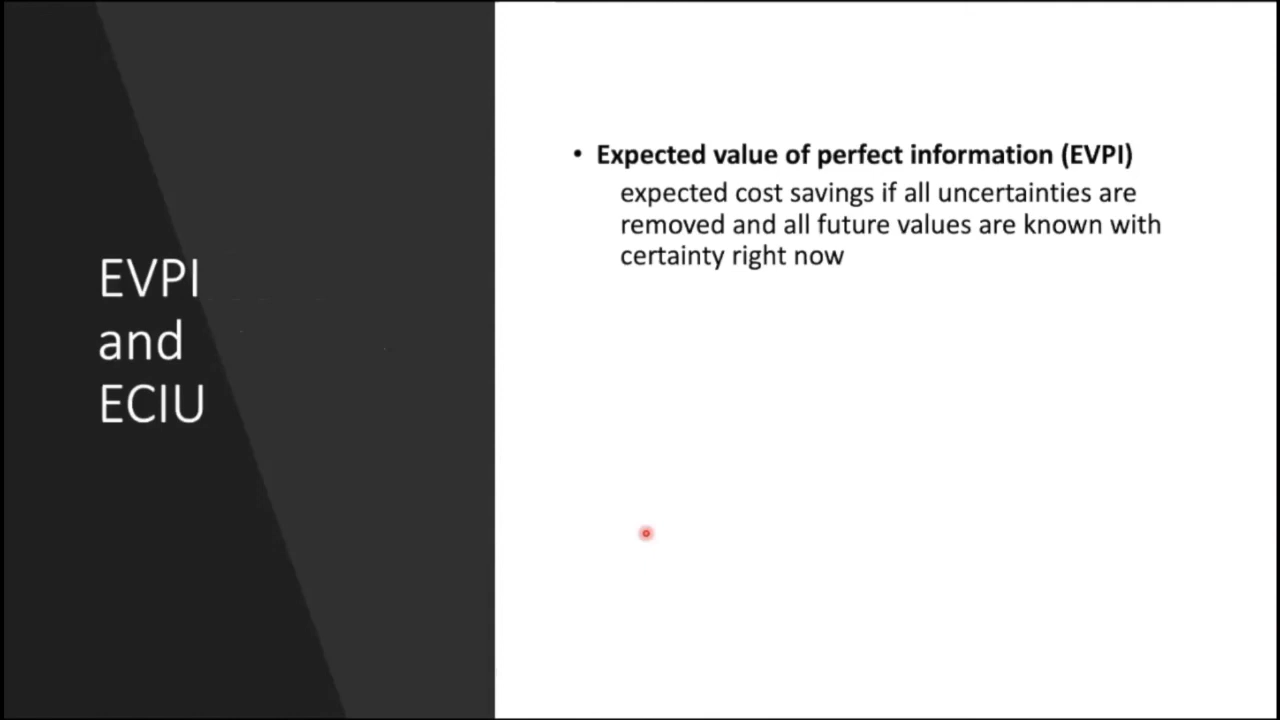 EVPI
and
ECIU
• Expected value of perfect information (EVPI)
expected cost savings if all uncertainties are
removed and all future values are known with
certainty right now